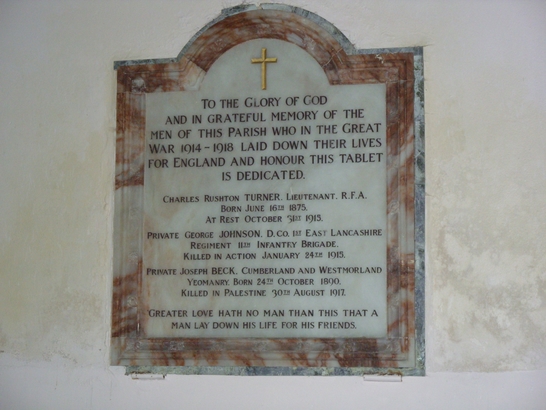 TO THE GLORY OF GOD
AND IN GRATEFUL MEMORY OF THE
MEN OF THIS PARISH WHO IN THE GREAT
WAR 1914-1918 LAID DOWN THEIR LIVES
FOR ENGLAND AND HONOUR THIS TABLET
IS DEDICATED.
CHARLES RUSHTON TURNER, LIEUTENANT. R.F.A.
BORN JUNE 16TH 1875.
AT REST OCTOBER 31ST 1915.
PRIVATE GEORGE JOHNSON, D.CO. 1ST EAST LANCASHIRE
REGIMENT 11TH INFANTRY BRIGADE.
KILLED IN ACTION JANUARY 24TH 1915.
PRIVATE JOSEPH BECK, CUMBERLAND AND WESTMORLAND
YEOMANRY. BORN 24TH OCTOBER 1890.
KILLED IN PALESTINE 30TH AUGUST 1917.
GREATER LOVE HATH NO MAN THAN THIS THAT A
MAN LAY DOWN HIS LIFE FOR HIS FRIENDS.